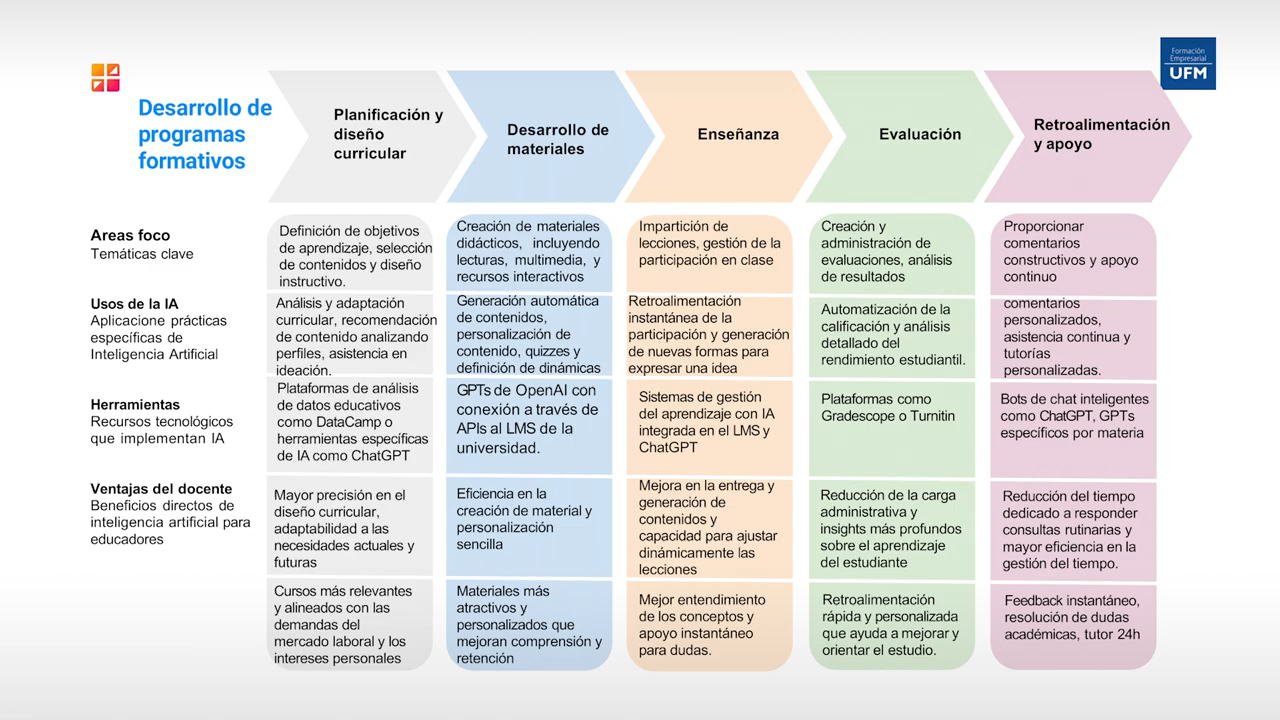 Formación
Empresarial
UFM
Desarrollo de
programas
formativos
Planificación y
diseño
curricular
Desarrollo de
materiales
Enseñanza
Evaluación
Retroalimentación
y apoyo
Areas foco
Temáticas clave
Definición de objetivos
de aprendizaje, selección
de contenidos y diseño
instructivo.
Creación de materiales
didácticos, incluyendo
lecturas, multimedia, y
recursos interactivos
Impartición de
lecciones, gestión de la
participación en clase
Creación y
administración de
evaluaciones, análisis
de resultados
Proporcionar
comentarios
constructivos y apoyo
continuo
Usos de la IA
Aplicacione prácticas
específicas de
Inteligencia Artificial
Análisis y adaptación
curricular, recomendación
de contenido analizando
perfiles, asistencia en
ideación.
Generación automática
de contenidos,
personalización de
contenido, quizzes y
definición de dinámicas
Retroalimentación
instantánea de la
participación y generación
de nuevas formas para
expresar una idea
Automatización de la
calificación y análisis
detallado del
rendimiento estudiantil.
comentarios
personalizados,
asistencia continua y
tutorías
personalizadas.
Herramientas
Recursos tecnológicos
que implementan IA
Plataformas de análisis
de datos educativos
como DataCamp o
herramientas específicas
de IA como ChatGPT
GPTs de OpenAI con
conexión a través de
APIs al LMS de la
universidad.
Sistemas de gestión
del aprendizaje con IA
integrada en el LMS y
ChatGPT
Plataformas como
Gradescope o Turnitin
Bots de chat inteligentes
como ChatGPT, GPTs
específicos por materia
Ventajas del docente
Beneficios directos de
inteligencia artificial para
educadores
Mayor precisión en el
diseño curricular,
adaptabilidad a las
necesidades actuales y
futuras
Eficiencia en la
creación de material y
personalización
sencilla
Mejora en la entrega y
generación de
contenidos y
capacidad para ajustar
dinámicamente las
lecciones
Reducción de la carga
administrativa y
insights más profundos
sobre el aprendizaje
del estudiante
Reducción del tiempo
dedicado a responder
consultas rutinarias y
mayor eficiencia en la
gestión del tiempo.
Cursos más relevantes
y alineados con las
demandas del
mercado laboral y los
intereses personales
Materiales más
atractivos y
personalizados que
mejoran comprensión y
retención
Mejor entendimiento
de los conceptos y
apoyo instantáneo
para dudas.
Retroalimentación
rápida y personalizada
que ayuda a mejorar y
orientar el estudio.
Feedback instantáneo,
resolución de dudas
académicas, tutor 24h